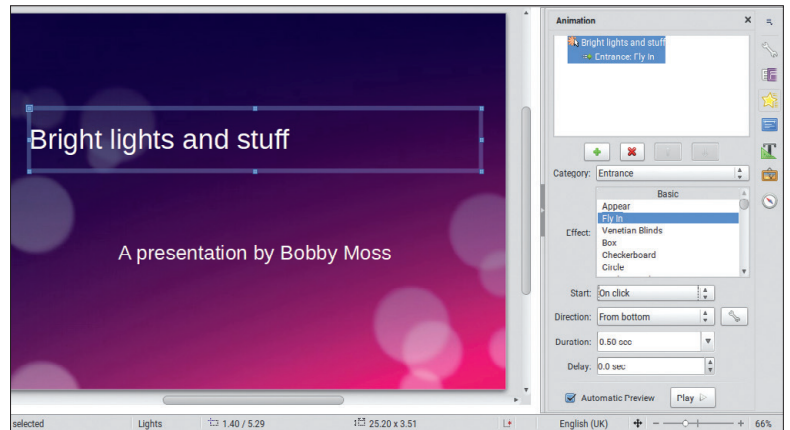 Bright lights and stuff
A presentation by Bobby Moss
Animation
Bright lights and stuff
Entrance: Fly In
Category: Entrance
Basic
Appear
Fly In
Effect: Venetian Blinds
Box
Checkerboard
Circle
Start: On click
Direction: From bottom
Duration: 0.50 sec
Delay: 0.0 sec
Automatic Preview Play
selected Lights 1.40 / 5.29 25.20 x 3.51 English (UK) 66%